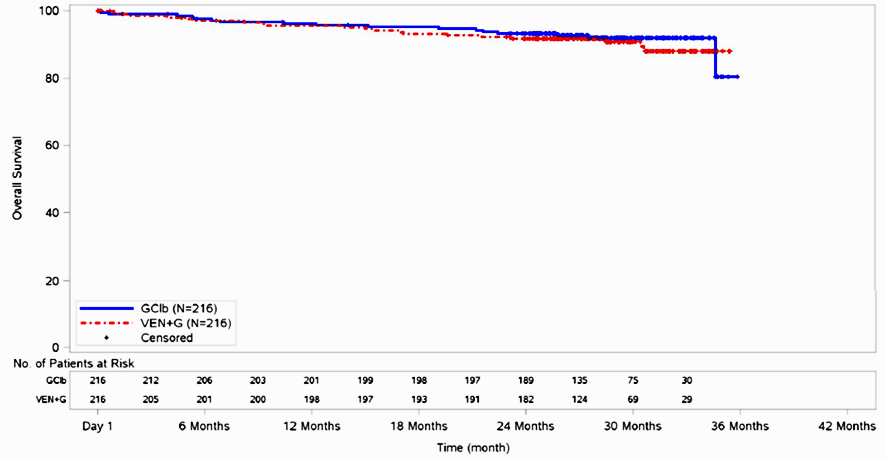 100
80
60
40
20
0
Overall Survival
GClb (N=216)
VEN+G (N=216)
Censored
No. of Patients at Risk
GClb 216 212 206 203 201 199 198 197 189 135 75 30
VEN+G 216 205 201 200 198 197 193 191 182 124 69 29
Day 1 6 Months 12 Months 18 Months 24 Months 30 Months 36 Months 42 Months
Time (month)